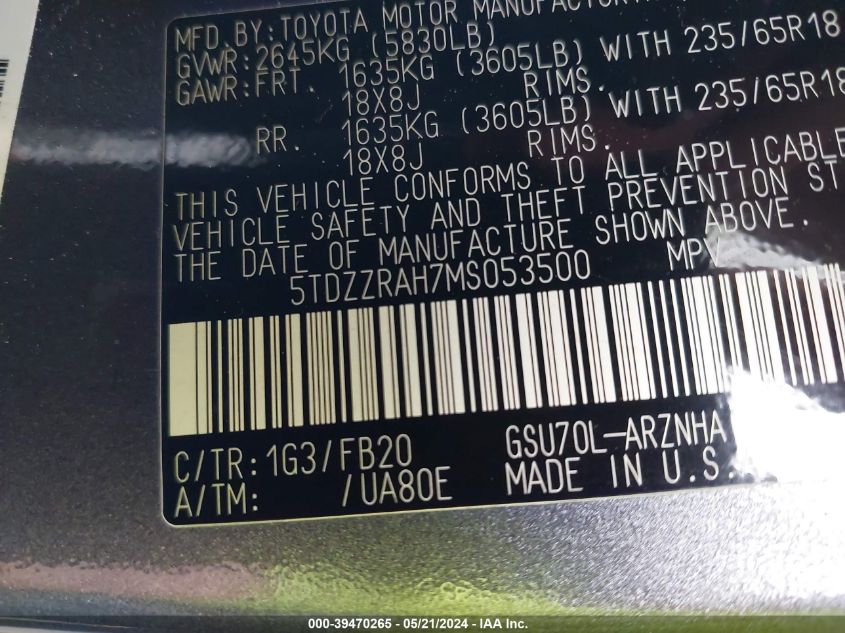 MFD. BY: TOYOTA MOTOR
GVWR: 2645KG (5830LB)
GAWR: FRT. 1635KG (3605LB) WITH 235/65R18
18X8J RIMS.
RR. 1635KG (3605LB) WITH 235/65R18
18X8J RIMS.
THIS VEHICLE CONFORMS TO ALL APPLICABLE
VEHICLE SAFETY AND THEFT PREVENTION ST
THE DATE OF MANUFACTURE SHOWN ABOVE.
5TDZZRAH7MS053500 MPV
C/TR: 1G3/FB20 GSU70L-ARZNHA
A/TM: /UA80E MADE IN U.S.
000-39470265 - 05/21/2024 - IAA Inc.